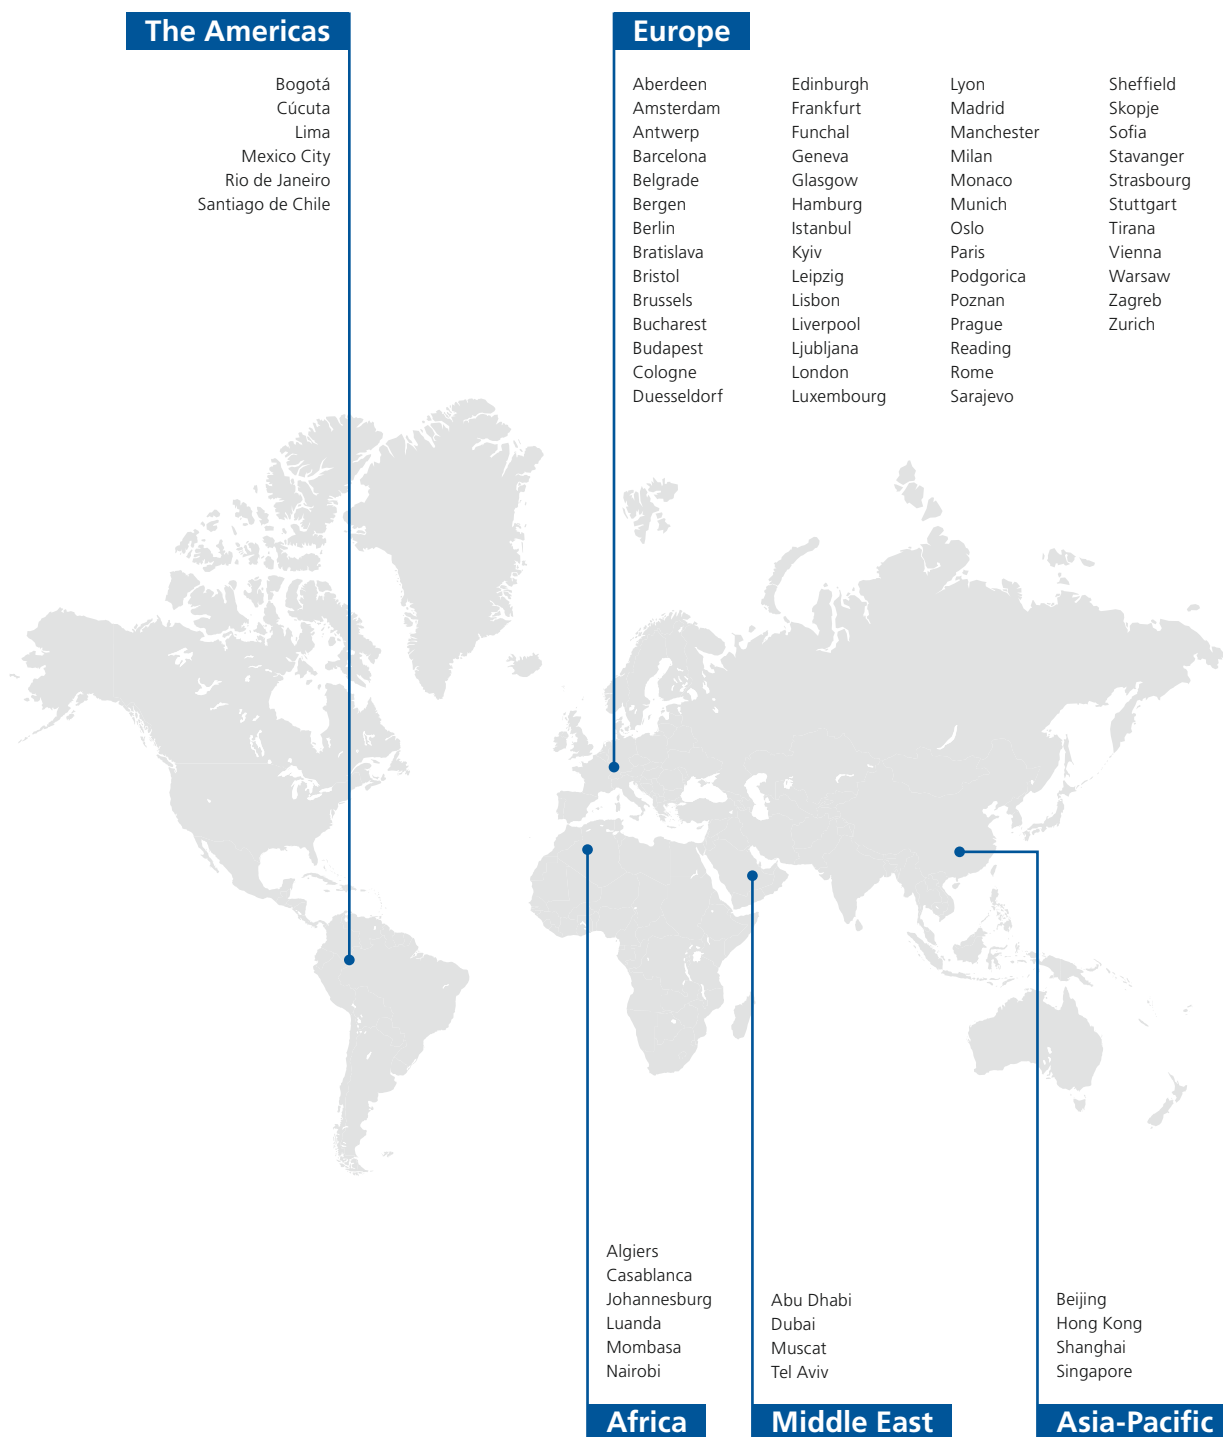 The Americas
Bogotá
Cúcuta
Lima
Mexico City
Rio de Janeiro
Santiago de Chile
Europe
Aberdeen
Amsterdam
Antwerp
Barcelona
Belgrade
Bergen
Berlin
Bratislava
Bristol
Brussels
Bucharest
Budapest
Cologne
Duesseldorf
Edinburgh
Frankfurt
Funchal
Geneva
Glasgow
Hamburg
Istanbul
Kyiv
Leipzig
Lisbon
Liverpool
Ljubljana
London
Luxembourg
Lyon
Madrid
Manchester
Milan
Monaco
Munich
Oslo
Paris
Podgorica
Poznan
Prague
Reading
Rome
Sarajevo
Sheffield
Skopje
Sofia
Stavanger
Strasbourg
Stuttgart
Tirana
Vienna
Warsaw
Zagreb
Zurich
Algiers
Casablanca
Johannesburg
Luanda
Mombasa
Nairobi
Africa
Abu Dhabi
Dubai
Muscat
Tel Aviv
Middle East
Beijing
Hong Kong
Shanghai
Singapore
Asia-Pacific